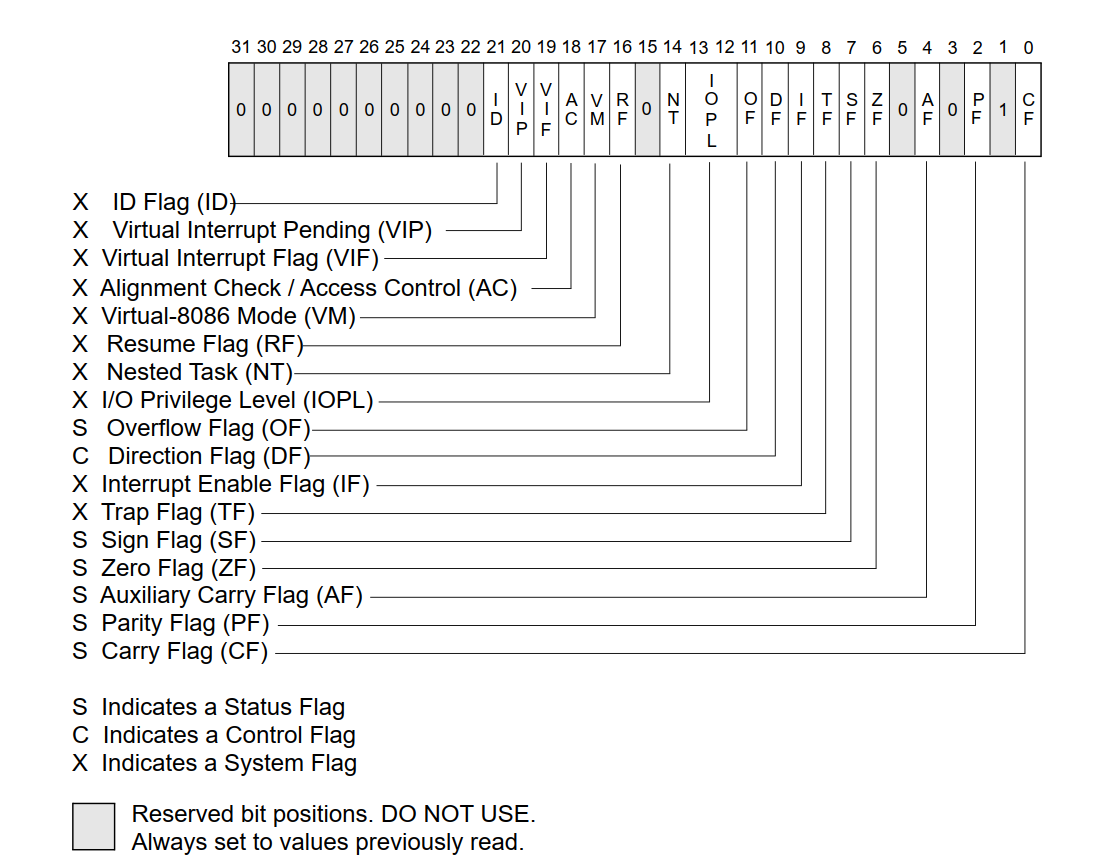 31 30 29 28 27 26 25 24 23 22 21 20 19 18 17 16 15 14 13 12 11 10 9 8 7 6 5 4 3 2 1 0
0 0 0 0 0 0 0 0 0 0 ID VIP VIF AC VM RF 0 NT IOPL OF DF IF TF SF ZF 0 AF 0 PF 1 CF
X ID Flag (ID)
X Virtual Interrupt Pending (VIP)
X Virtual Interrupt Flag (VIF)
X Alignment Check / Access Control (AC)
X Virtual-8086 Mode (VM)
X Resume Flag (RF)
X Nested Task (NT)
X I/O Privilege Level (IOPL)
S Overflow Flag (OF)
C Direction Flag (DF)
X Interrupt Enable Flag (IF)
X Trap Flag (TF)
S Sign Flag (SF)
S Zero Flag (ZF)
S Auxiliary Carry Flag (AF)
S Parity Flag (PF)
S Carry Flag (CF)
S Indicates a Status Flag
C Indicates a Control Flag
X Indicates a System Flag
Reserved bit positions. DO NOT USE.
Always set to values previously read.